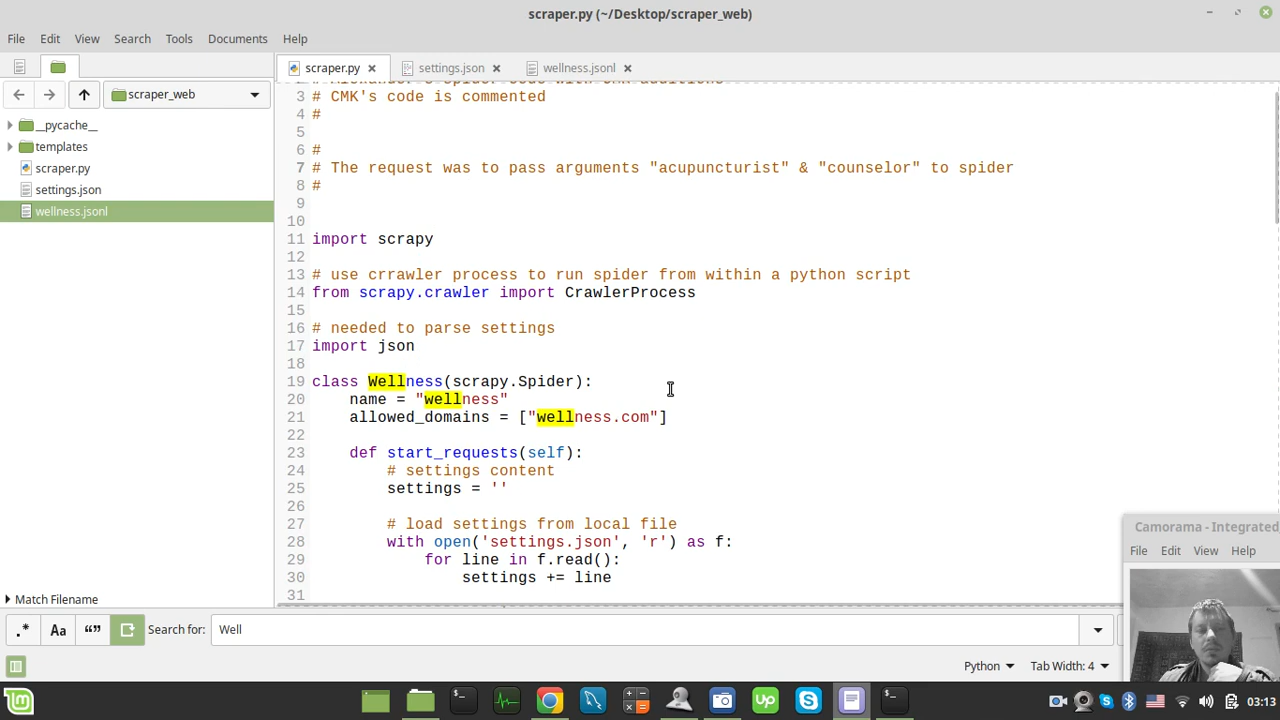 scraper.py (~/Desktop/scraper_web)
File Edit View Search Tools Documents Help
scraper.py settings.json wellness.jsonl
scraper_web
__pycache__
templates
scraper.py
settings.json
wellness.jsonl
3 # CMK's code is commented
4 #
5
6 #
7 # The request was to pass arguments "acupuncturist" & "counselor" to spider
8 #
9
10
11 import scrapy
12
13 # use crrawler process to run spider from within a python script
14 from scrapy.crawler import CrawlerProcess
15
16 # needed to parse settings
17 import json
18
19 class Wellness(scrapy.Spider):
20 name = "wellness"
21 allowed_domains = ["wellness.com"]
22
23 def start_requests(self):
24 # settings content
25 settings = ''
26
27 # load settings from local file
28 with open('settings.json', 'r') as f:
29 for line in f.read():
30 settings += line
31
Camorama - Integrated
File Edit View Help
Match Filename
.* Aa “” Search for: Well
Python Tab Width: 4
Up
03:13